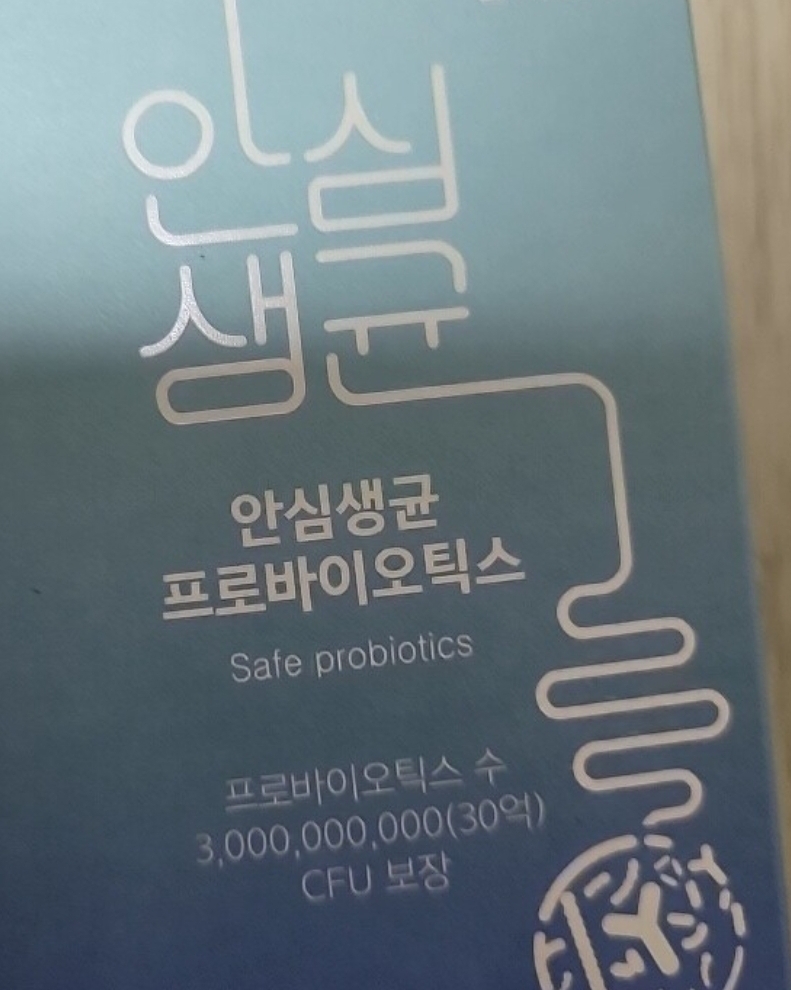 안심
생균
안심생균
프로바이오틱스
Safe probiotics
프로바이오틱스 수
3,000,000,000(30억)
CFU 보장